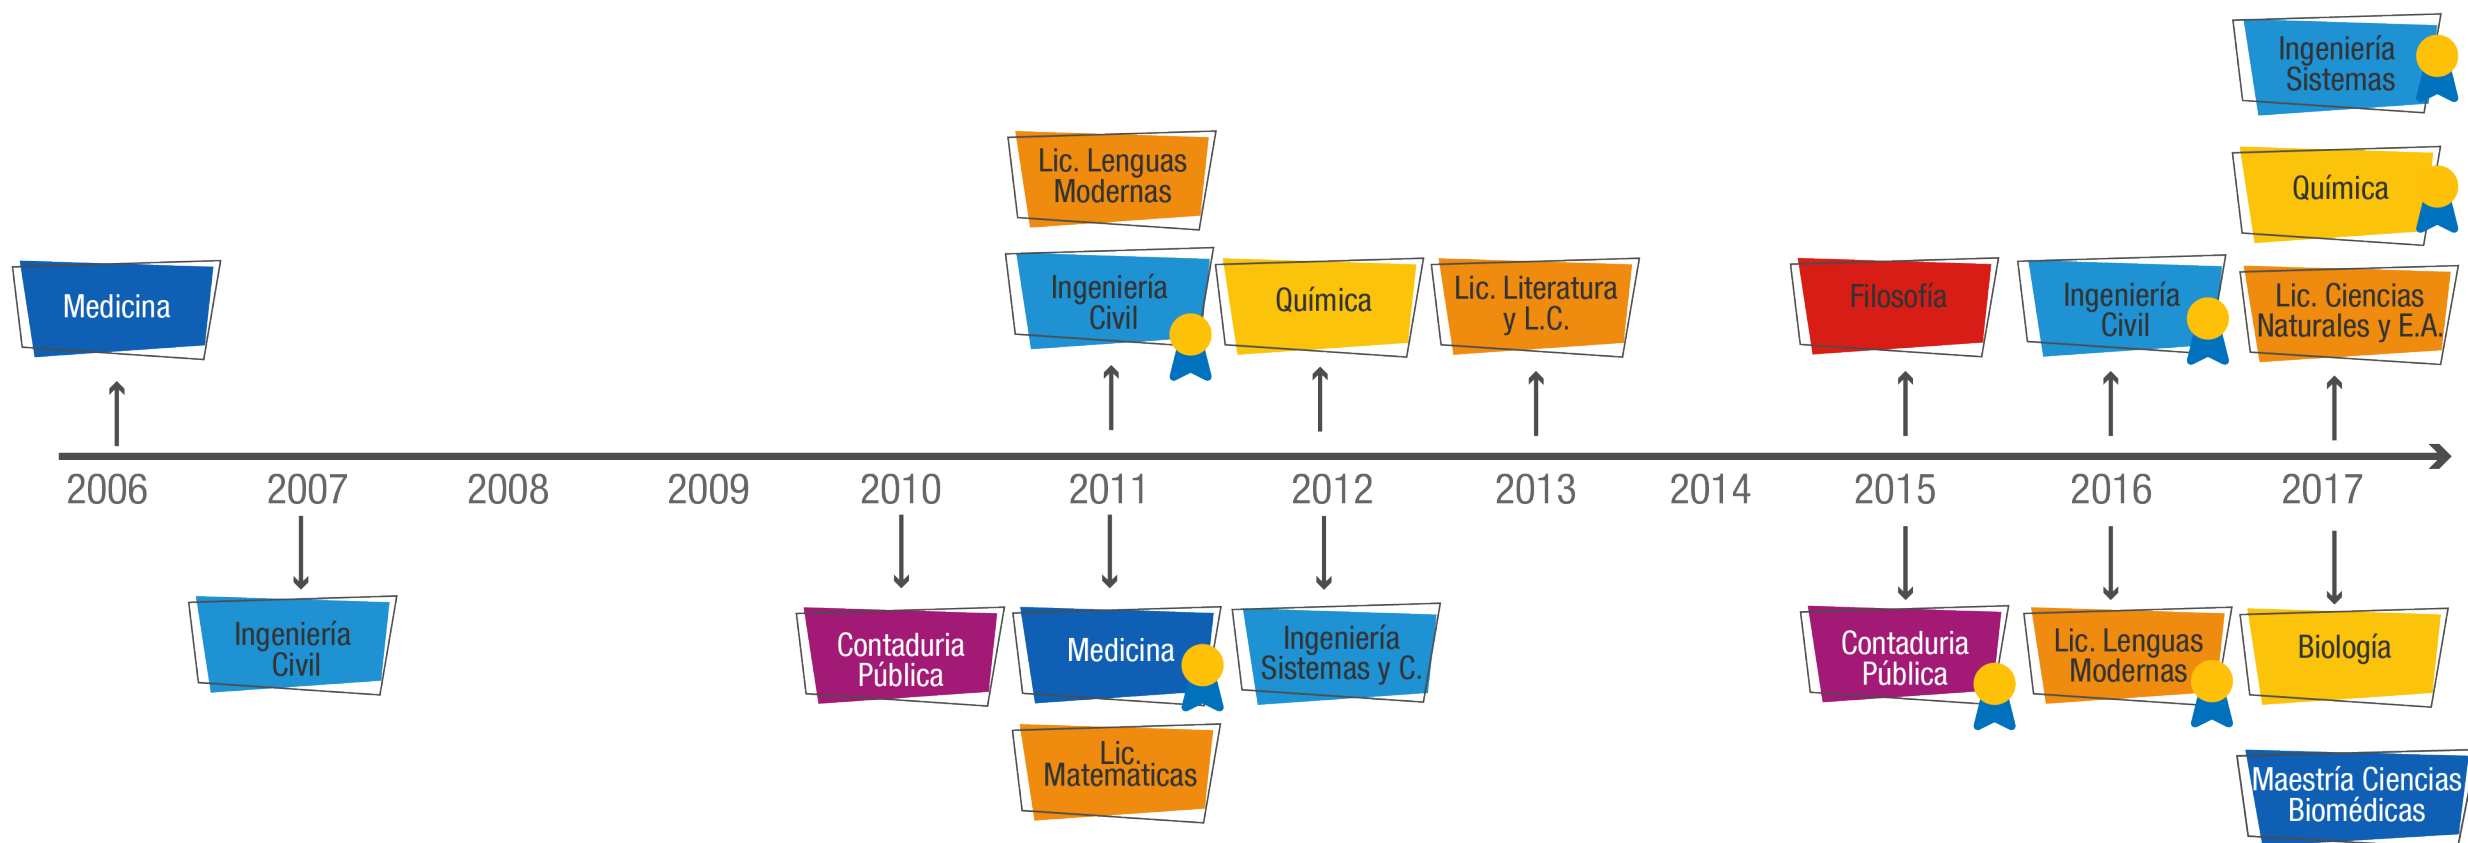 Ingeniería
Sistemas
Lic. Lenguas
Modernas
Química
Medicina
Ingeniería
Civil
Química
Lic. Literatura
y L.C.
Filosofía
Ingeniería
Civil
Lic. Ciencias
Naturales y E.A.
2006 2007 2008 2009 2010 2011 2012 2013 2014 2015 2016 2017
Ingeniería
Civil
Contaduria
Pública
Medicina
Ingeniería
Sistemas y C.
Contaduria
Pública
Lic. Lenguas
Modernas
Biología
Lic.
Matematicas
Maestría Ciencias
Biomédicas